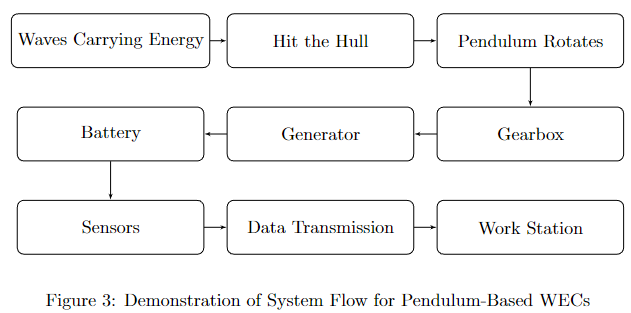 Waves Carrying Energy
Hit the Hull
Pendulum Rotates
Battery
Generator
Gearbox
Sensors
Data Transmission
Work Station
Figure 3: Demonstration of System Flow for Pendulum-Based WECs